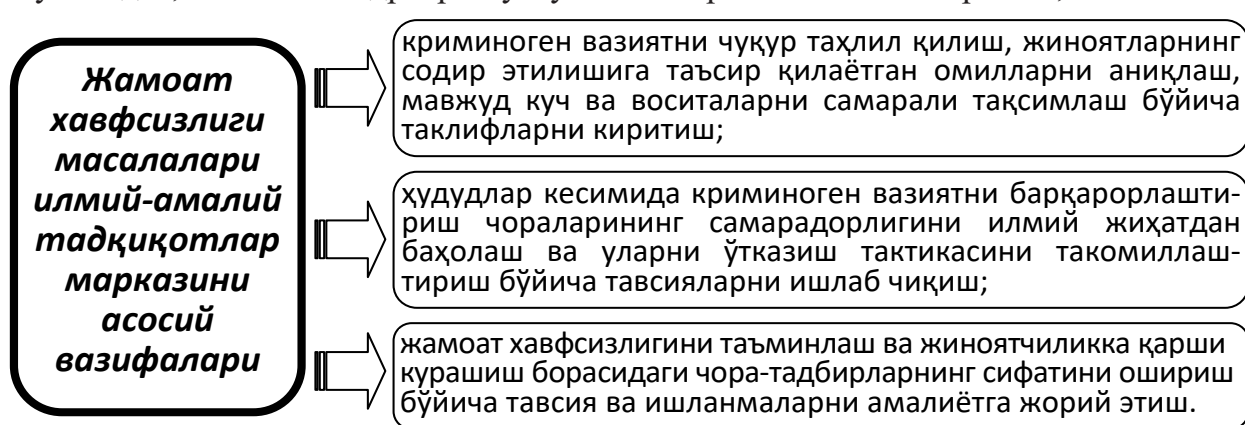 Жамоат
хавфсизлиги
масалалари
илмий-амалий
тадқиқотлар
марказини
асосий
вазифалари
криминоген вазиятни чуқур таҳлил қилиш, жиноятларнинг
содир этилишига таъсир қилаётган омилларни аниқлаш,
мавжуд куч ва воситаларни самарали тақсимлаш бўйича
таклифларни киритиш;
ҳудудлар кесимида криминоген вазиятни барқарорлашти-
риш чораларининг самарадорлигини илмий жиҳатдан
баҳолаш ва уларни ўтказиш тактикасини такомиллаш-
тириш бўйича тавсияларни ишлаб чиқиш;
жамоат хавфсизлигини таъминлаш ва жиноятчиликка қарши
курашиш борасидаги чора-тадбирларнинг сифатини ошириш
бўйича тавсия ва ишланмаларни амалиётга жорий этиш.